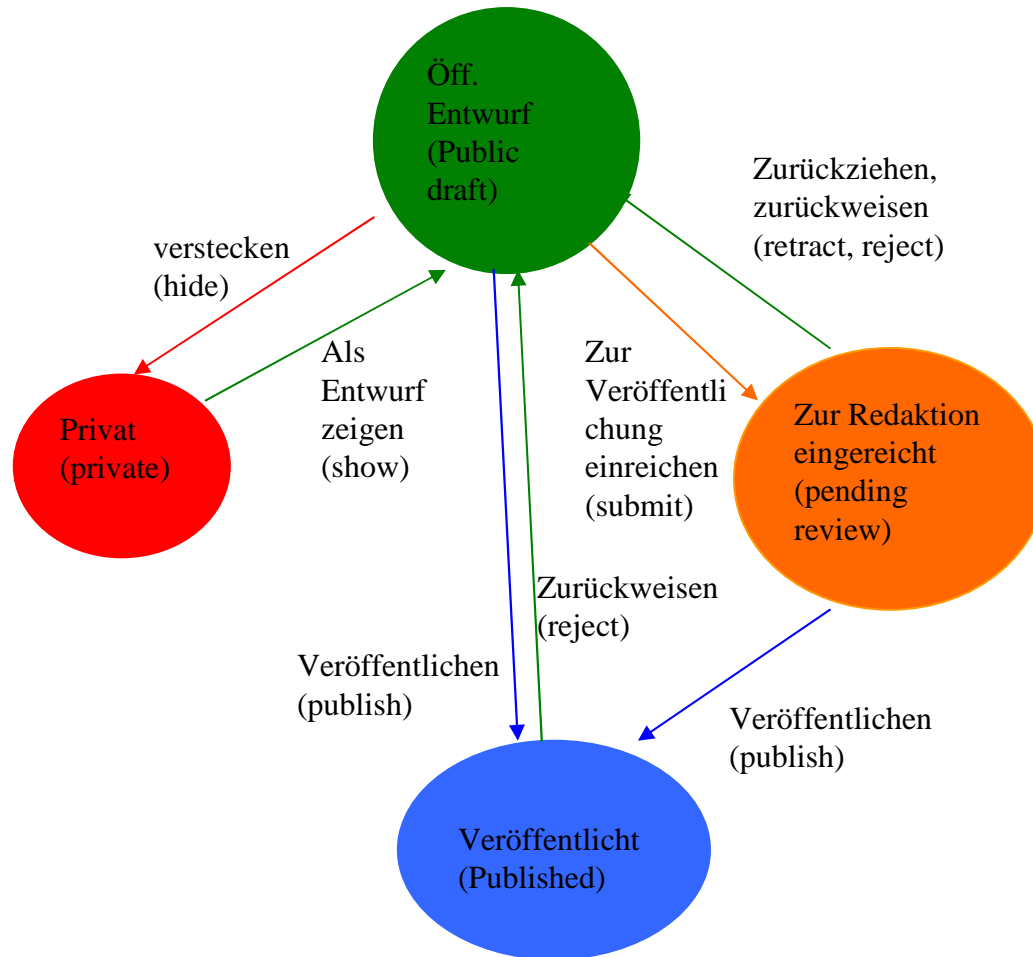 Öff.
Entwurf
(Public
draft)
Zurückziehen,
zurückweisen
(retract, reject)
verstecken
(hide)
Als
Entwurf
zeigen
(show)
Zur
Veröffentli
chung
einreichen
(submit)
Privat
(private)
Zur Redaktion
eingereicht
(pending
review)
Zurückweisen
(reject)
Veröffentlichen
(publish)
Veröffentlichen
(publish)
Veröffentlicht
(Published)